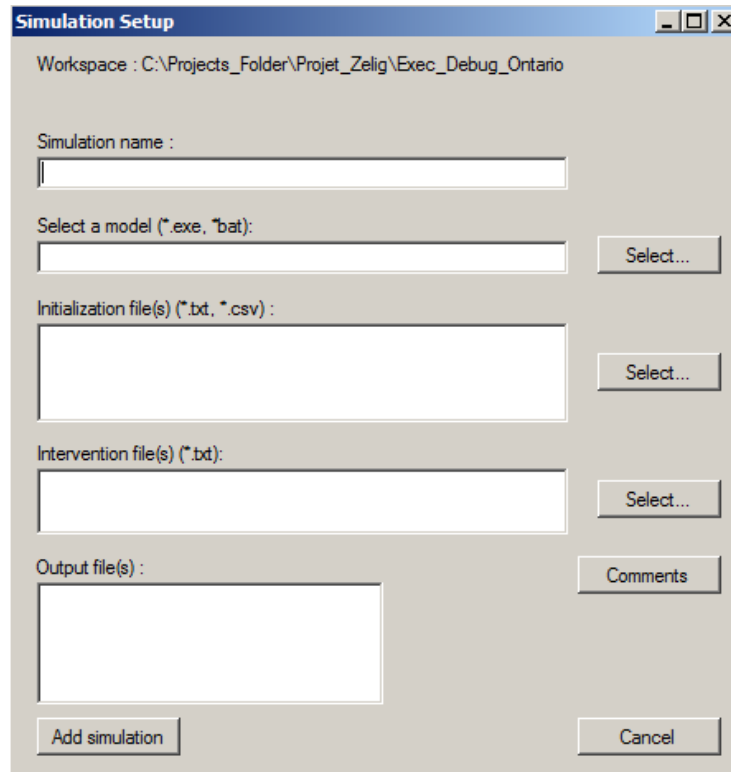 Simulation Setup
Workspace : C:\Projects_Folder\Projet_Zelig\Exec_Debug_Ontario
Simulation name :
Select a model (*.exe, *bat):
Select...
Initialization file(s) (*.txt, *.csv) :
Select...
Intervention file(s) (*.txt):
Select...
Output file(s) :
Comments
Add simulation
Cancel